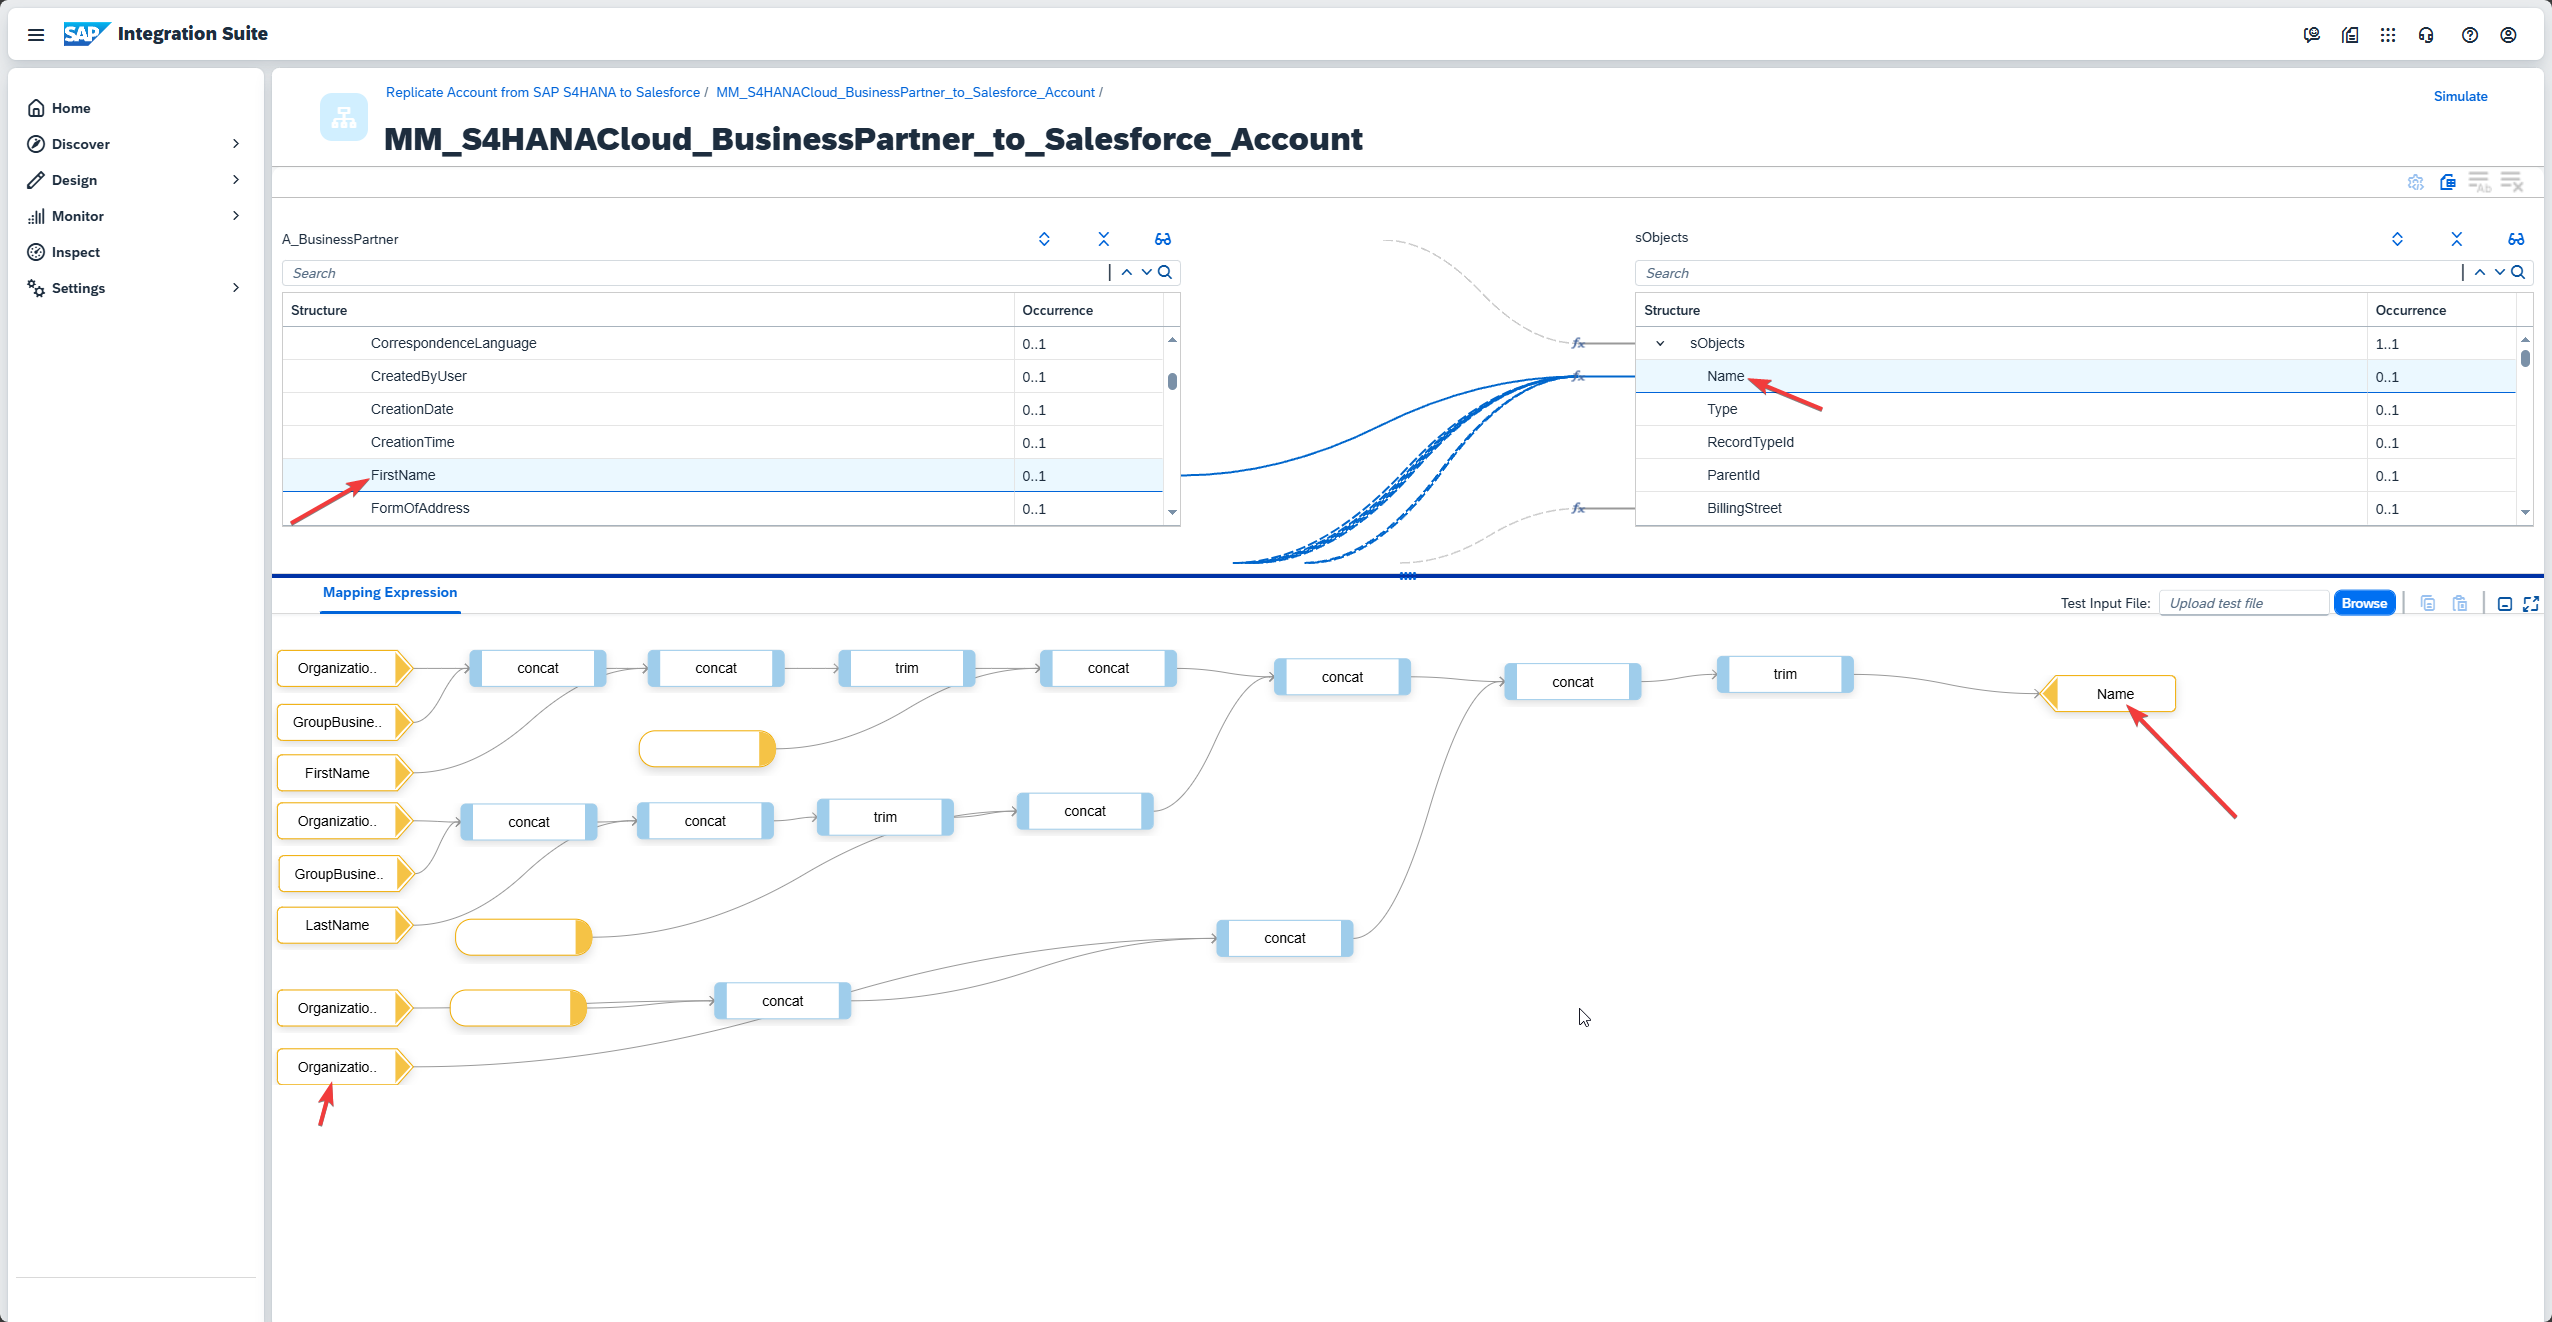 SAP Integration Suite
Home
Discover
Design
Monitor
Inspect
Settings
Replicate Account from SAP S4HANA to Salesforce / MM_S4HANACloud_BusinessPartner_to_Salesforce_Account /
Simulate
MM_S4HANACloud_BusinessPartner_to_Salesforce_Account
A_BusinessPartner
Search
Structure Occurrence
CorrespondenceLanguage 0..1
CreatedByUser 0..1
CreationDate 0..1
CreationTime 0..1
FirstName 0..1
FormOfAddress 0..1
fx
fx
fx
sObjects
Search
Structure Occurrence
sObjects 1..1
Name 0..1
Type 0..1
RecordTypeId 0..1
ParentId 0..1
BillingStreet 0..1
Mapping Expression
Test Input File: Upload test file Browse
Organizatio.. concat concat trim concat concat concat trim Name
GroupBusine..
FirstName
Organizatio.. concat concat trim concat
GroupBusine..
LastName
concat
Organizatio.. concat
Organizatio..